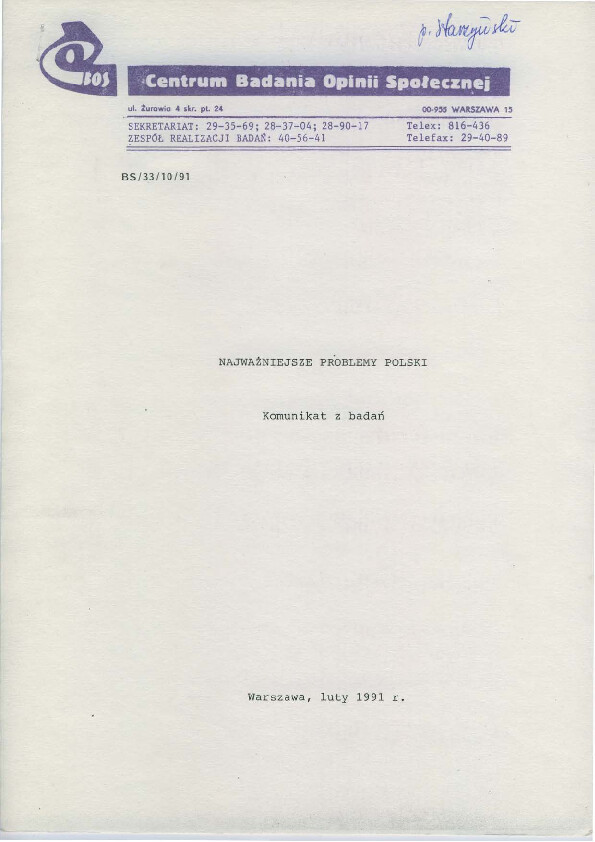 p. Starzyński
CBOS
Centrum Badania Opinii Społecznej
ul. Żurawia 4 skr. pt. 24 00-955 WARSZAWA 15
SEKRETARIAT: 29-35-69; 28-37-04; 28-90-17 Telex: 816-436
ZESPÓŁ REALIZACJI BADAŃ: 40-56-41 Telefax: 29-40-89
BS/33/10/91
NAJWAŻNIEJSZE PROBLEMY POLSKI
Komunikat z badań
Warszawa, luty 1991 r.